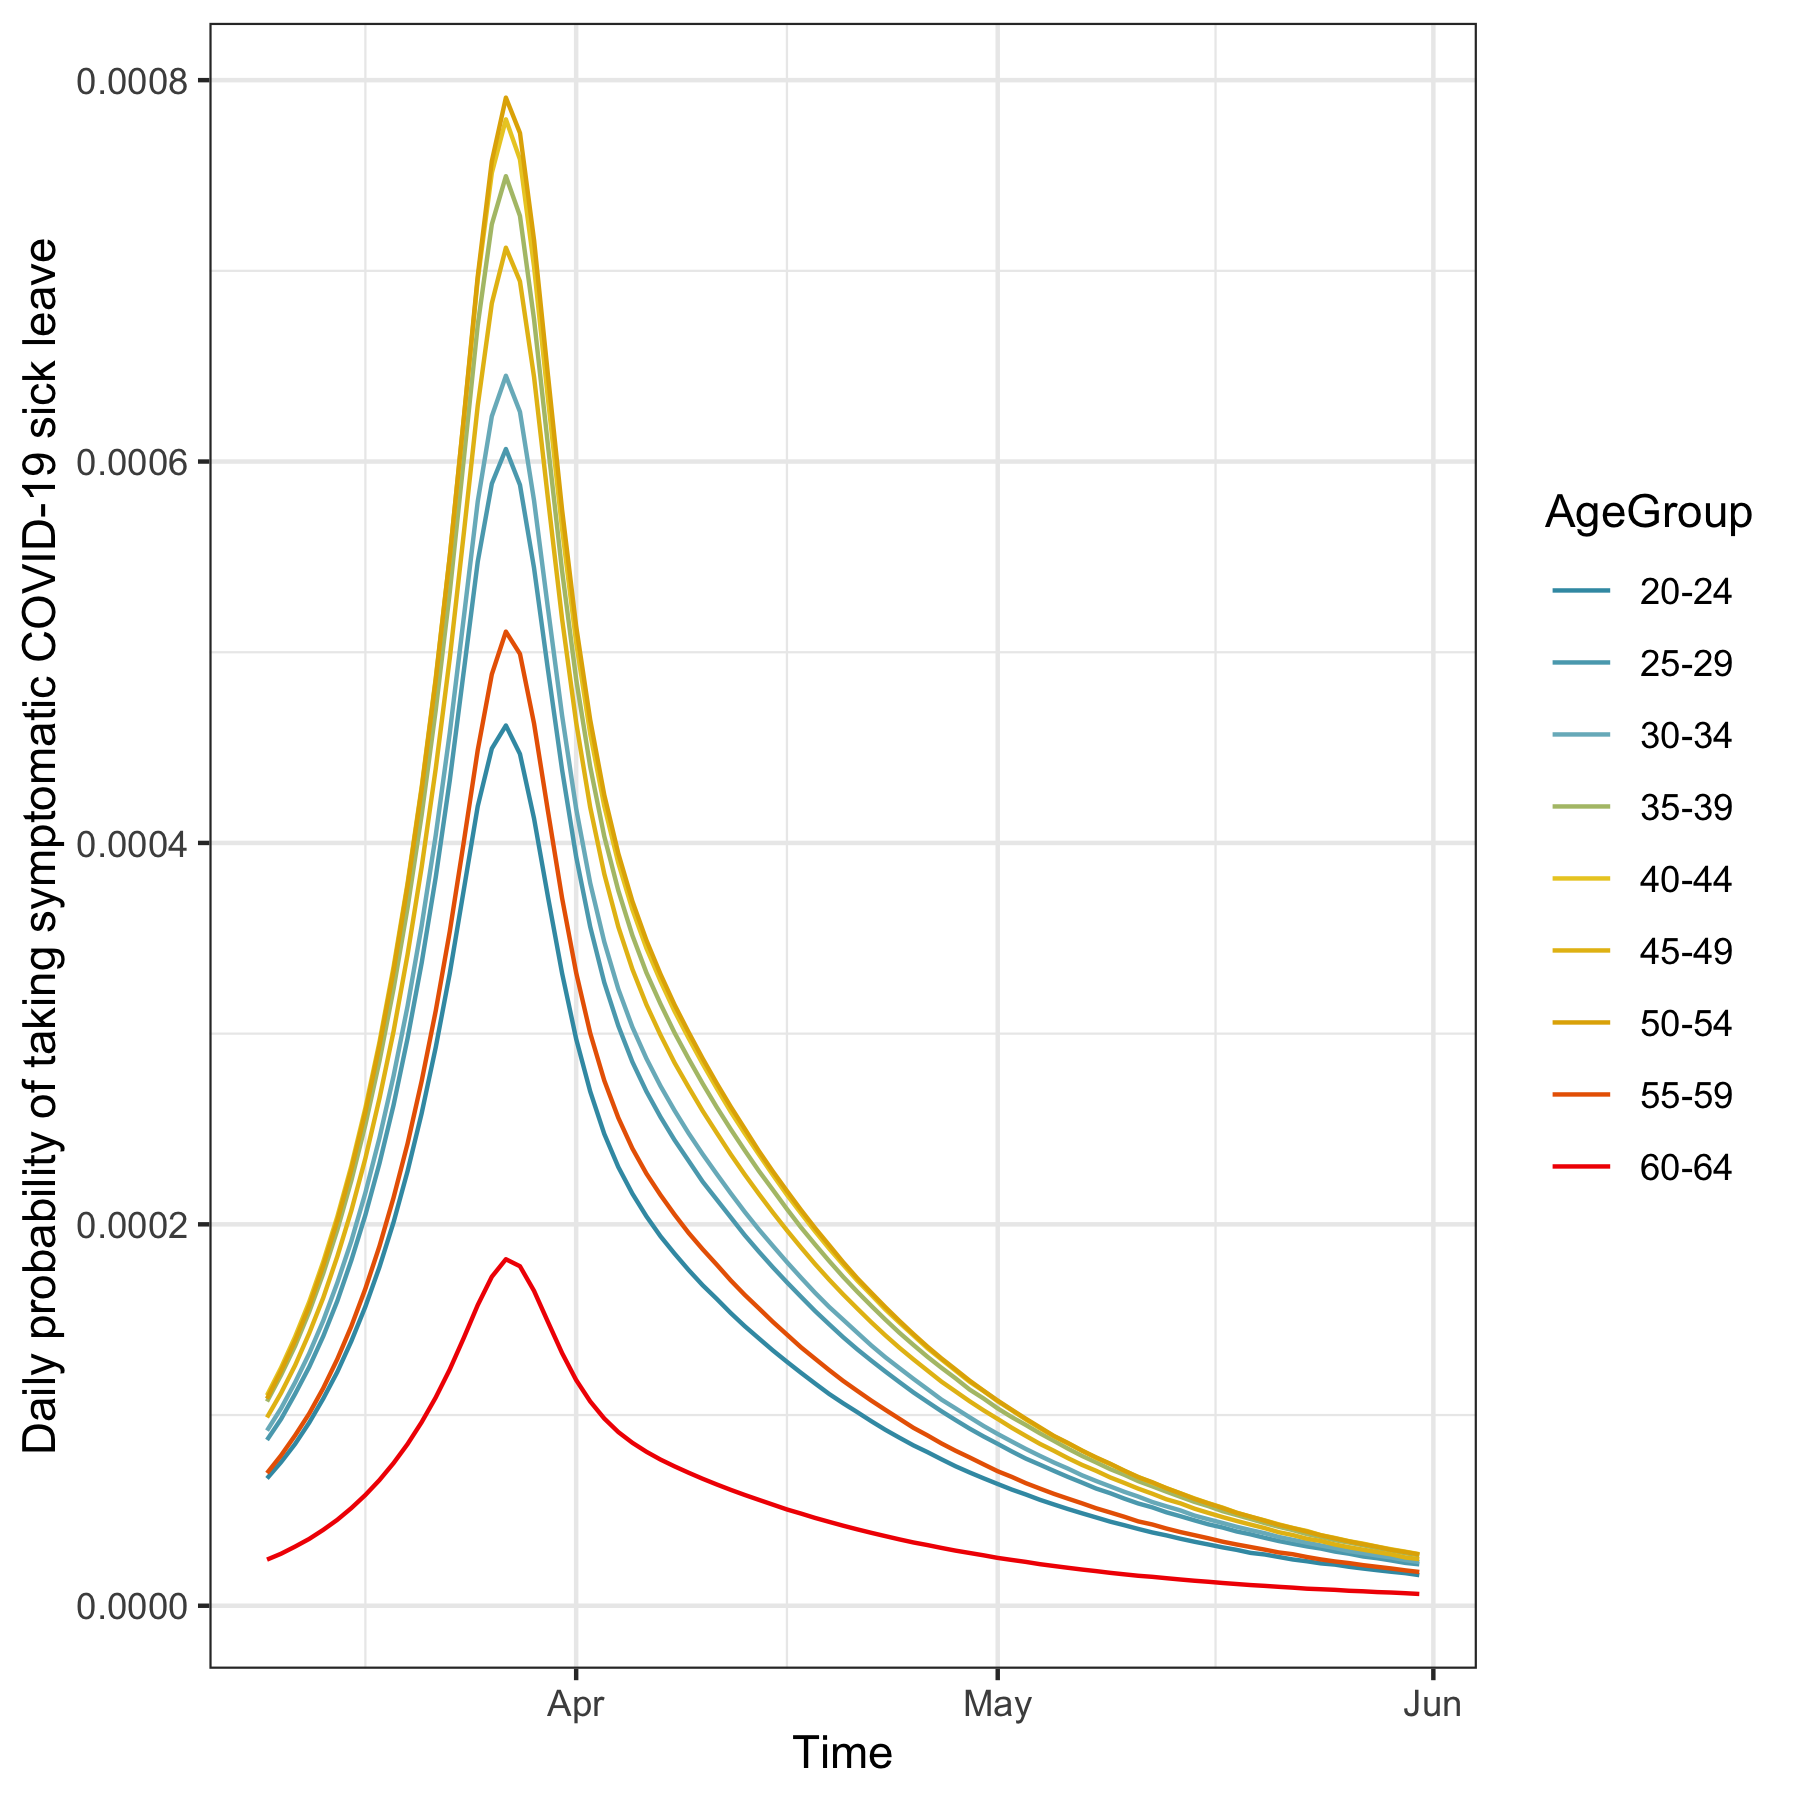 Daily probability of taking symptomatic COVID-19 sick leave
0.0008
0.0006
0.0004
0.0002
0.0000
Apr
May
Jun
Time
AgeGroup
20-24
25-29
30-34
35-39
40-44
45-49
50-54
55-59
60-64